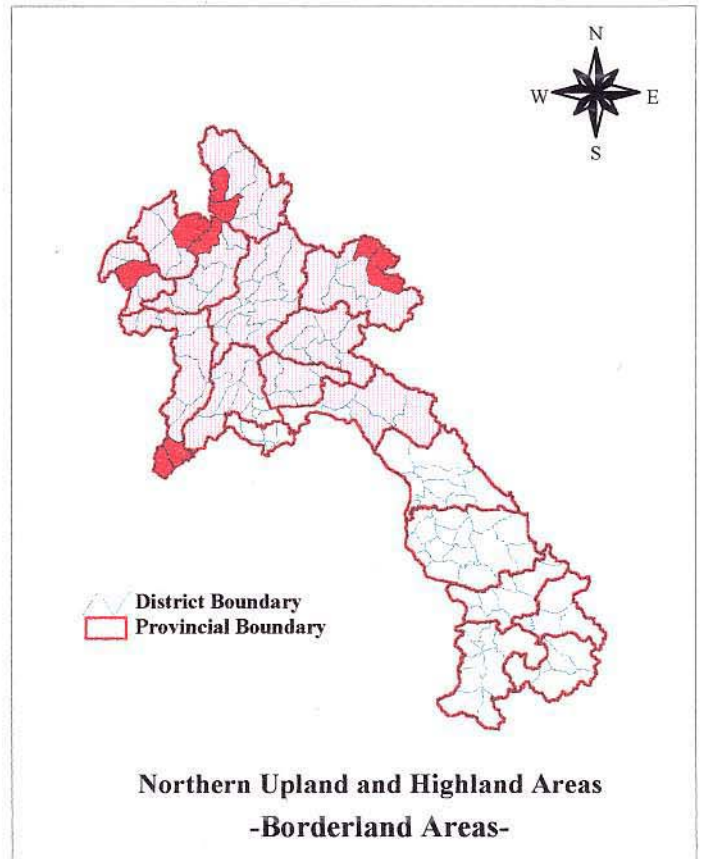 N
W E
S
District Boundary
Provincial Boundary
Northern Upland and Highland Areas
-Borderland Areas-